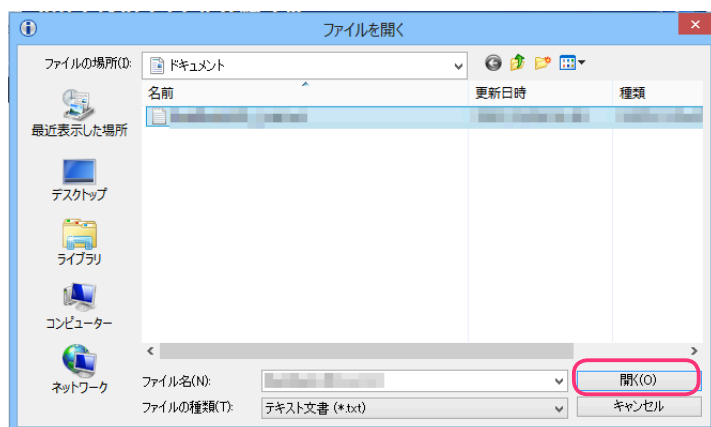 ファイルを開く
ファイルの場所(I):
ドキュメント
名前
更新日時
種類
最近表示した場所
デスクトップ
ライブラリ
コンピューター
ネットワーク
ファイル名(N):
開く(O)
ファイルの種類(T):
テキスト文書 (*.txt)
キャンセル